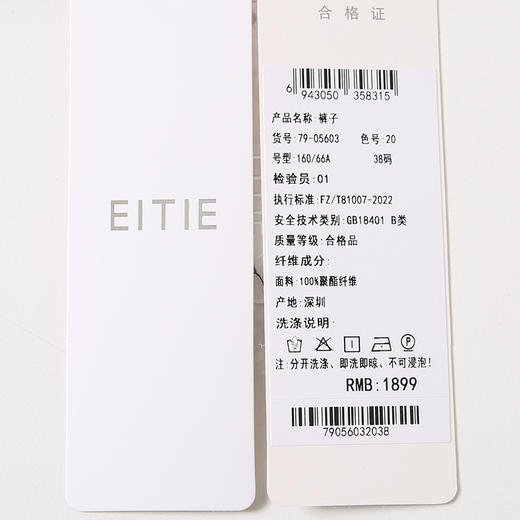 EITIE
合格证
6 943050 358315
产品名称:裤子
货号:79-05603 色号:20
号型:160/66A 38码
检验员:01
执行标准:FZ/T81007-2022
安全技术类别:GB18401 B类
质量等级:合格品
纤维成分:
面料:100%聚酯纤维
产地:深圳
洗涤说明:
注:分开洗涤、即洗即晾、不可浸泡!
RMB:1899
79056032038